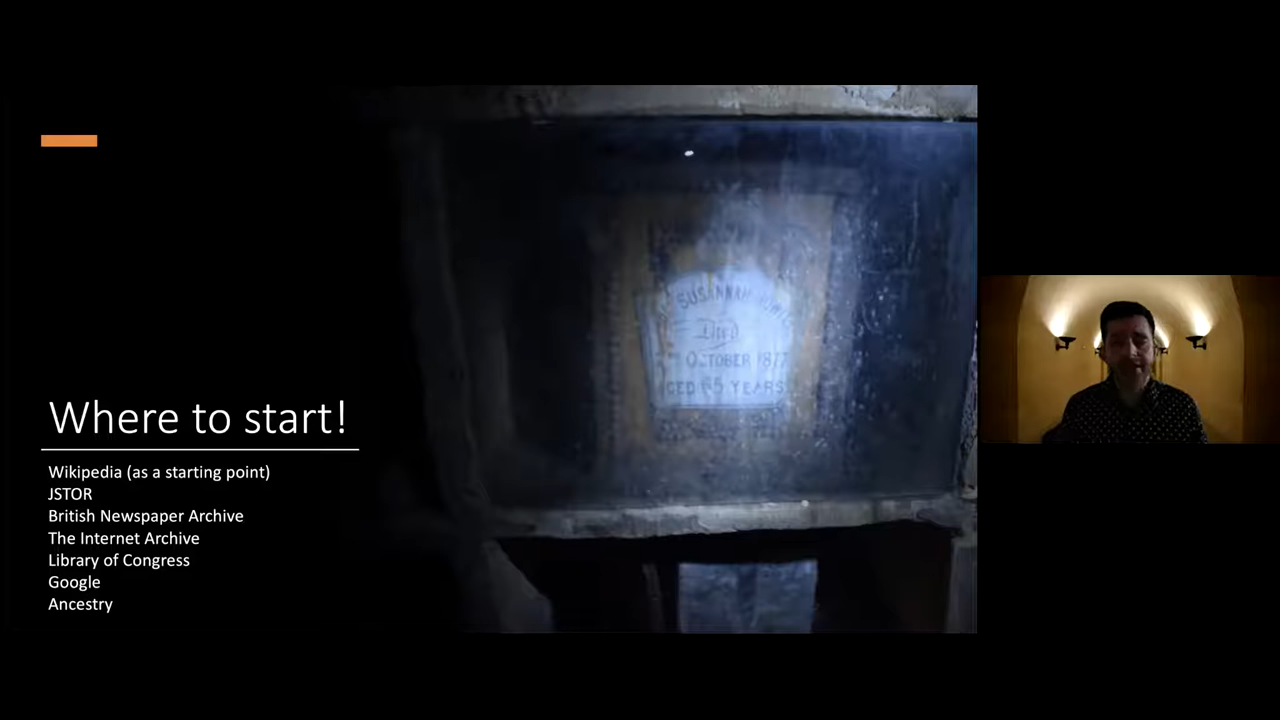 Where to start!
Wikipedia (as a starting point)
JSTOR
British Newspaper Archive
The Internet Archive
Library of Congress
Google
Ancestry
SUSANNAH
Died
OCTOBER 1877
AGED 65 YEARS